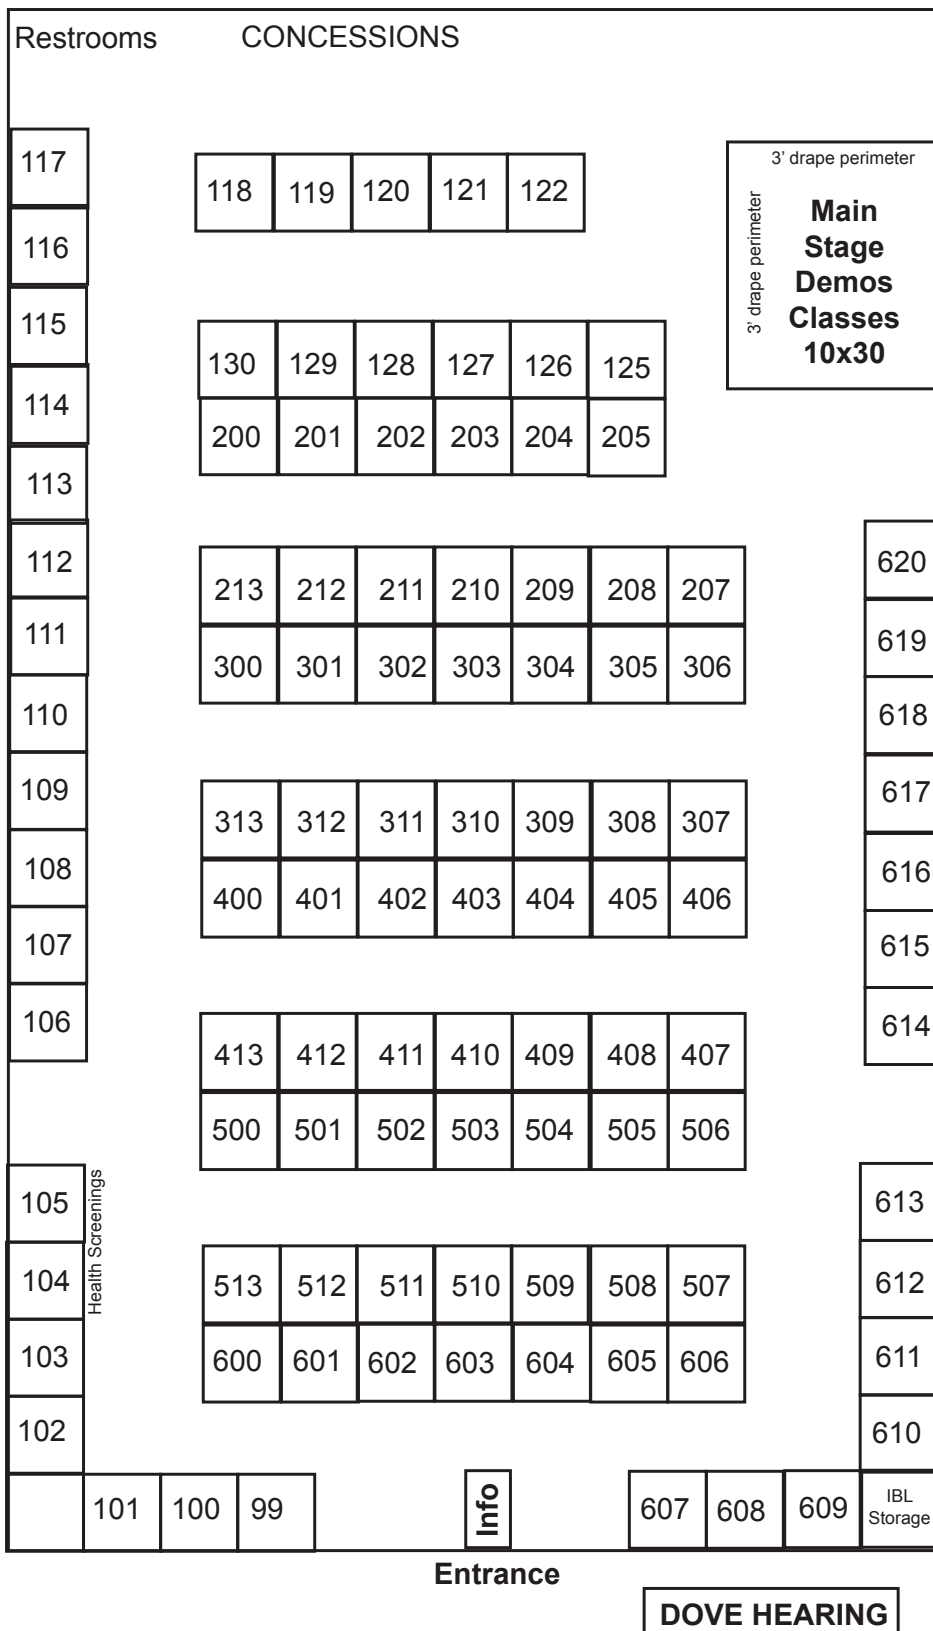 Restrooms CONCESSIONS
117
116
115
114
113
112
111
110
109
108
107
106
105
104
103
102
Health Screenings
118 119 120 121 122
3' drape perimeter
3' drape perimeter
Main
Stage
Demos
Classes
10x30
130 129 128 127 126 125
200 201 202 203 204 205
213 212 211 210 209 208 207
300 301 302 303 304 305 306
313 312 311 310 309 308 307
400 401 402 403 404 405 406
413 412 411 410 409 408 407
500 501 502 503 504 505 506
513 512 511 510 509 508 507
600 601 602 603 604 605 606
620
619
618
617
616
615
614
613
612
611
610
101 100 99 Info 607 608 609 IBL
Storage
Entrance
DOVE HEARING